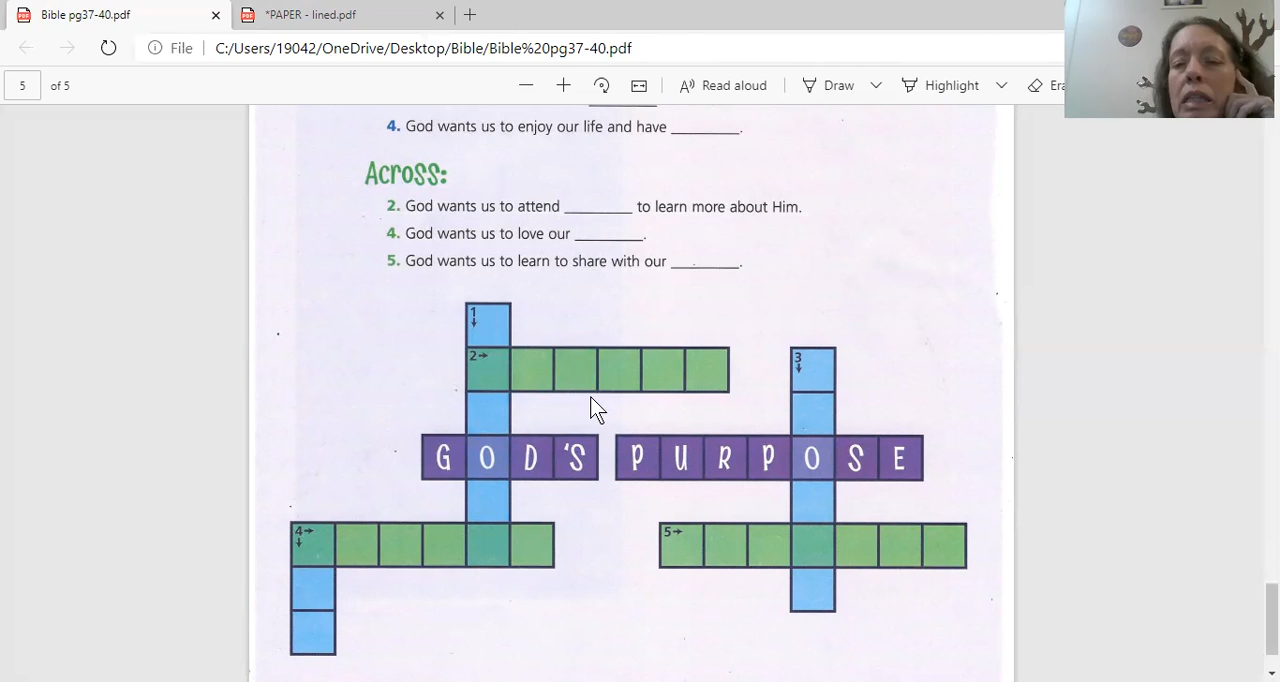 Bible pg37-40.pdf
*PAPER - lined.pdf
File
C:/Users/19042/OneDrive/Desktop/Bible/Bible%20pg37-40.pdf
5 of 5
Read aloud
Draw
Highlight
Era
4. God wants us to enjoy our life and have ________.
Across:
2. God wants us to attend ________ to learn more about Him.
4. God wants us to love our ________.
5. God wants us to learn to share with our ________.
1
2
3
GOD'S PURPOSE
4
5